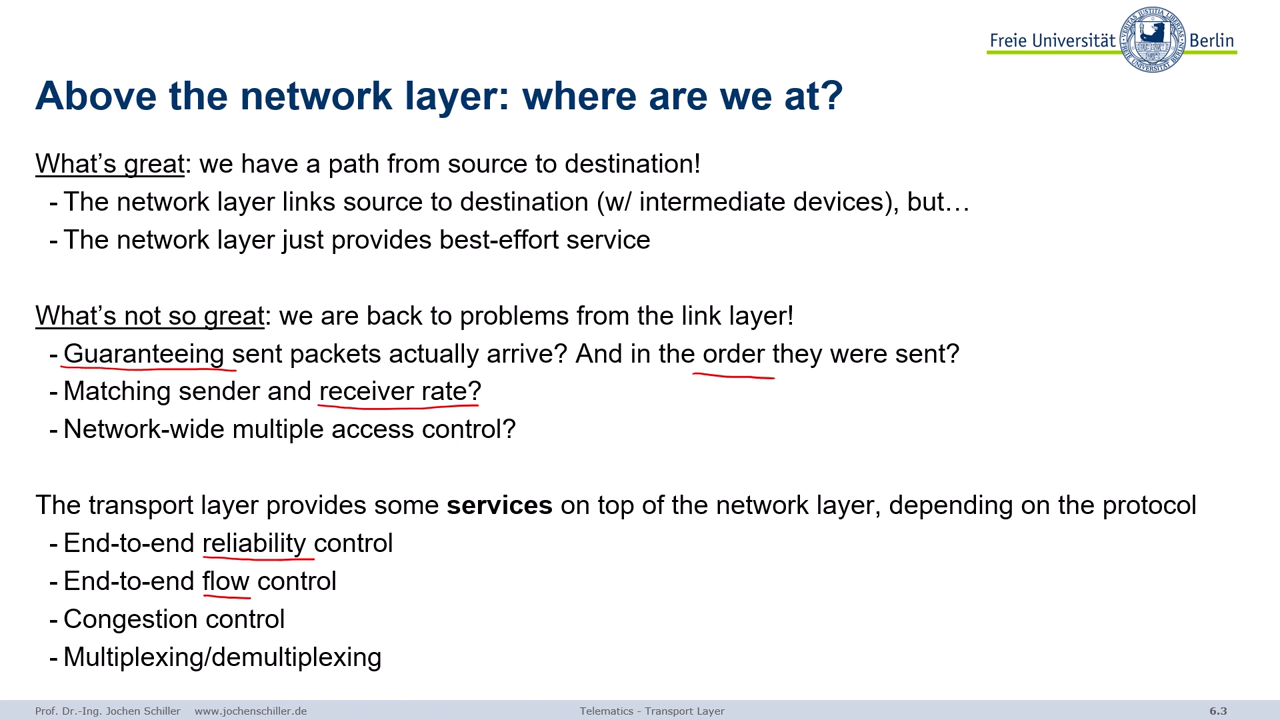 Freie Universität Berlin
Above the network layer: where are we at?
What’s great: we have a path from source to destination!
- The network layer links source to destination (w/ intermediate devices), but…
- The network layer just provides best-effort service
What’s not so great: we are back to problems from the link layer!
- Guaranteeing sent packets actually arrive? And in the order they were sent?
- Matching sender and receiver rate?
- Network-wide multiple access control?
The transport layer provides some services on top of the network layer, depending on the protocol
- End-to-end reliability control
- End-to-end flow control
- Congestion control
- Multiplexing/demultiplexing
Prof. Dr.-Ing. Jochen Schiller www.jochenschiller.de Telematics - Transport Layer 6.3